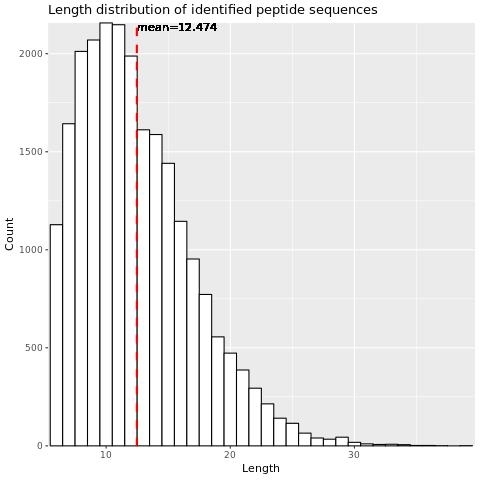 Length distribution of identified peptide sequences
mean=12.474
2000
1500
1000
500
0
Count
10
20
30
Length